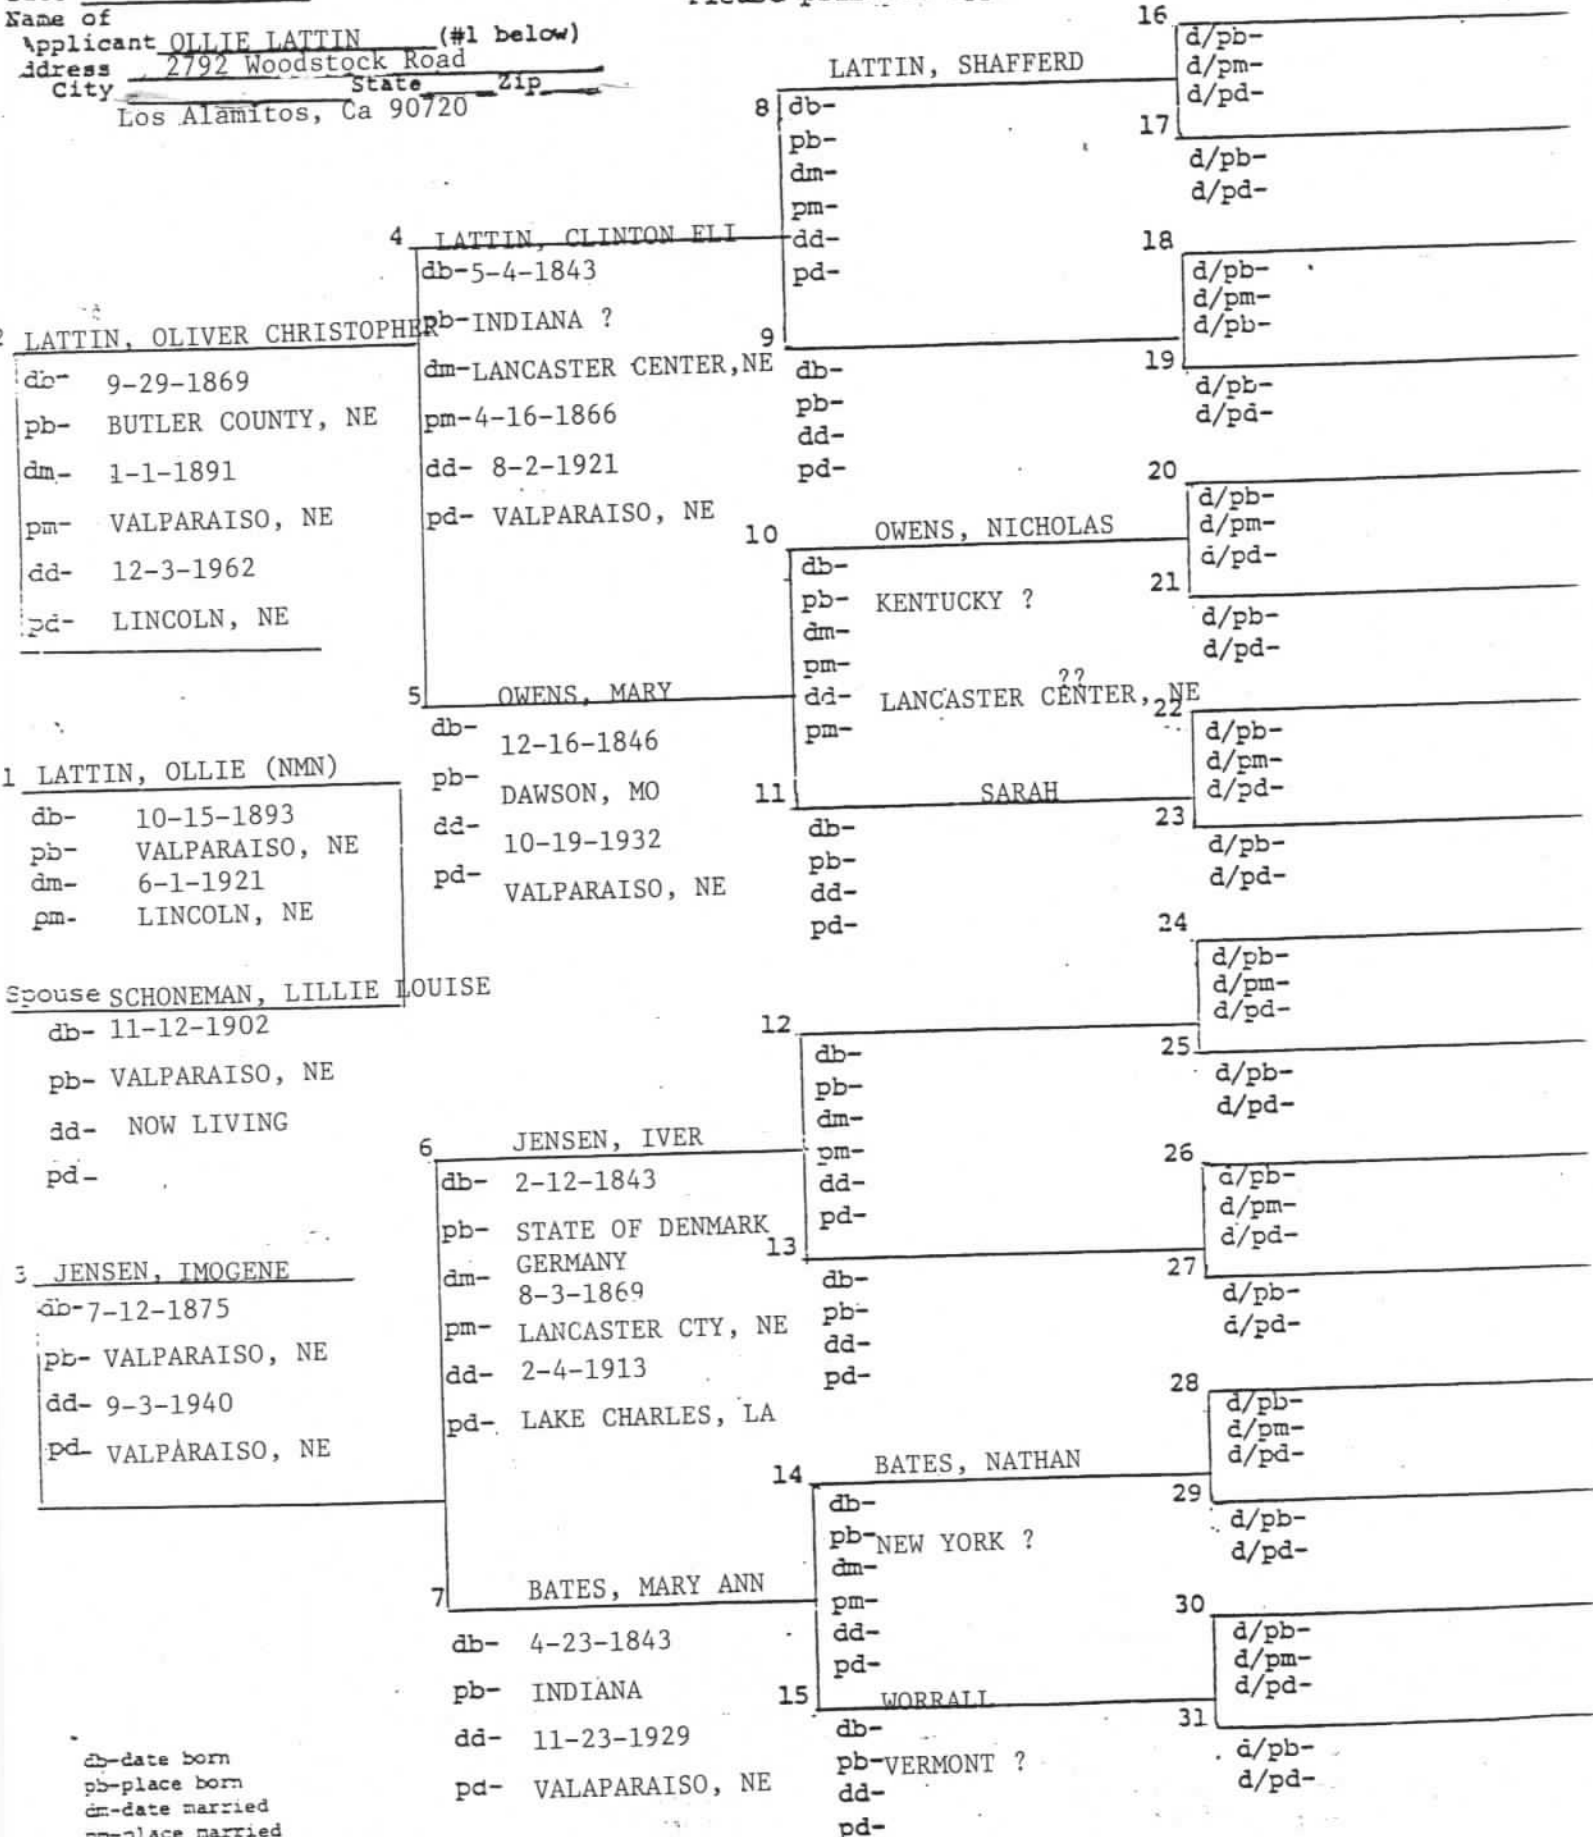 Name of
Applicant OLLIE LATTIN (#1 below)
Address 2792 Woodstock Road
City State Zip
Los Alamitos, Ca 90720
2 LATTIN, OLIVER CHRISTOPHER
db- 9-29-1869
pb- BUTLER COUNTY, NE
dm- 1-1-1891
pm- VALPARAISO, NE
dd- 12-3-1962
pd- LINCOLN, NE
1 LATTIN, OLLIE (NMN)
db- 10-15-1893
pb- VALPARAISO, NE
dm- 6-1-1921
pm- LINCOLN, NE
Spouse SCHONEMAN, LILLIE LOUISE
db- 11-12-1902
pb- VALPARAISO, NE
dd- NOW LIVING
pd-
3 JENSEN, IMOGENE
db- 7-12-1875
pb- VALPARAISO, NE
dd- 9-3-1940
pd- VALPARAISO, NE
db-date born
pb-place born
dm-date married
pm-place married
4 LATTIN, CLINTON ELI
db-5-4-1843
pb-INDIANA ?
dm-LANCASTER CENTER,NE
pm-4-16-1866
dd- 8-2-1921
pd- VALPARAISO, NE
5 OWENS, MARY
db- 12-16-1846
pb- DAWSON, MO
dd- 10-19-1932
pd- VALPARAISO, NE
6 JENSEN, IVER
db- 2-12-1843
pb- STATE OF DENMARK
GERMANY
dm- 8-3-1869
pm- LANCASTER CTY, NE
dd- 2-4-1913
pd- LAKE CHARLES, LA
7 BATES, MARY ANN
db- 4-23-1843
pb- INDIANA
dd- 11-23-1929
pd- VALAPARAISO, NE
8 LATTIN, SHAFFERD
db-
pb-
dm-
pm-
dd-
pd-
9
db-
pb-
dd-
pd-
10 OWENS, NICHOLAS
db-
pb- KENTUCKY ?
dm-
pm-
??
dd- LANCASTER CENTER, NE
pm-
11 SARAH
db-
pb-
dd-
pd-
12
db-
pb-
dm-
pm-
dd-
pd-
13
db-
pb-
dd-
pd-
14 BATES, NATHAN
db-
pb-NEW YORK ?
dm-
pm-
dd-
pd-
15 WORRALL
db-
pb-VERMONT ?
dd-
pd-
16
d/pb-
d/pm-
d/pd-
17
d/pb-
d/pd-
18
d/pb-
d/pm-
d/pb-
19
d/pb-
d/pd-
20
d/pb-
d/pm-
d/pd-
21
d/pb-
d/pd-
22
d/pb-
d/pm-
d/pd-
23
d/pb-
d/pd-
24
d/pb-
d/pm-
d/pd-
25
d/pb-
d/pd-
26
d/pb-
d/pm-
d/pd-
27
d/pb-
d/pd-
28
d/pb-
d/pm-
d/pd-
29
d/pb-
d/pd-
30
d/pb-
d/pm-
d/pd-
31
d/pb-
d/pd-